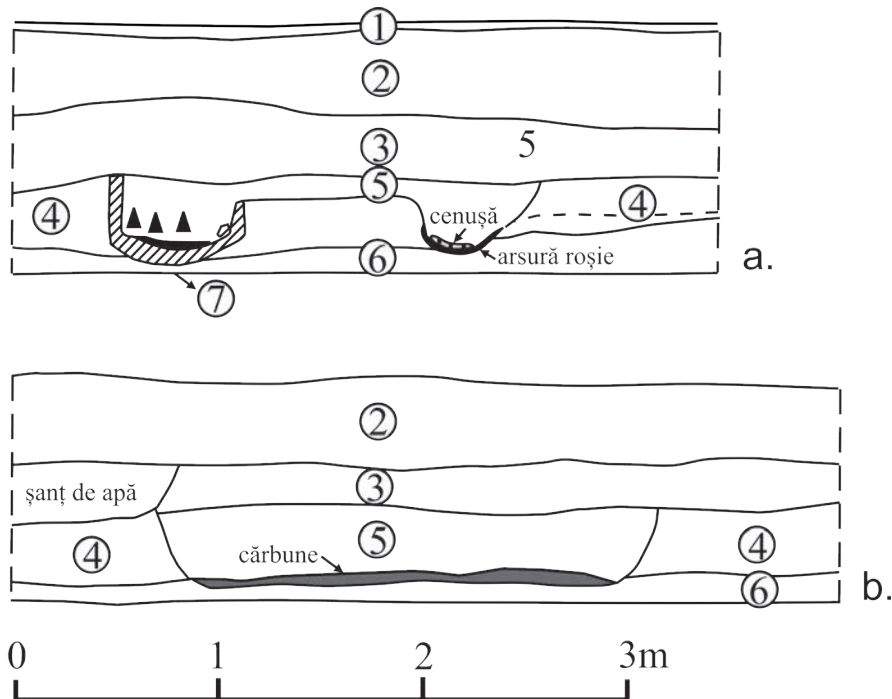 ①
②
③ 5
⑤
④ ④
cenușă
⑥ arsură roșie
a.
⑦
②
șanț de apă ③
④ cărbune ⑤ ④
⑥ b.
0 1 2 3m